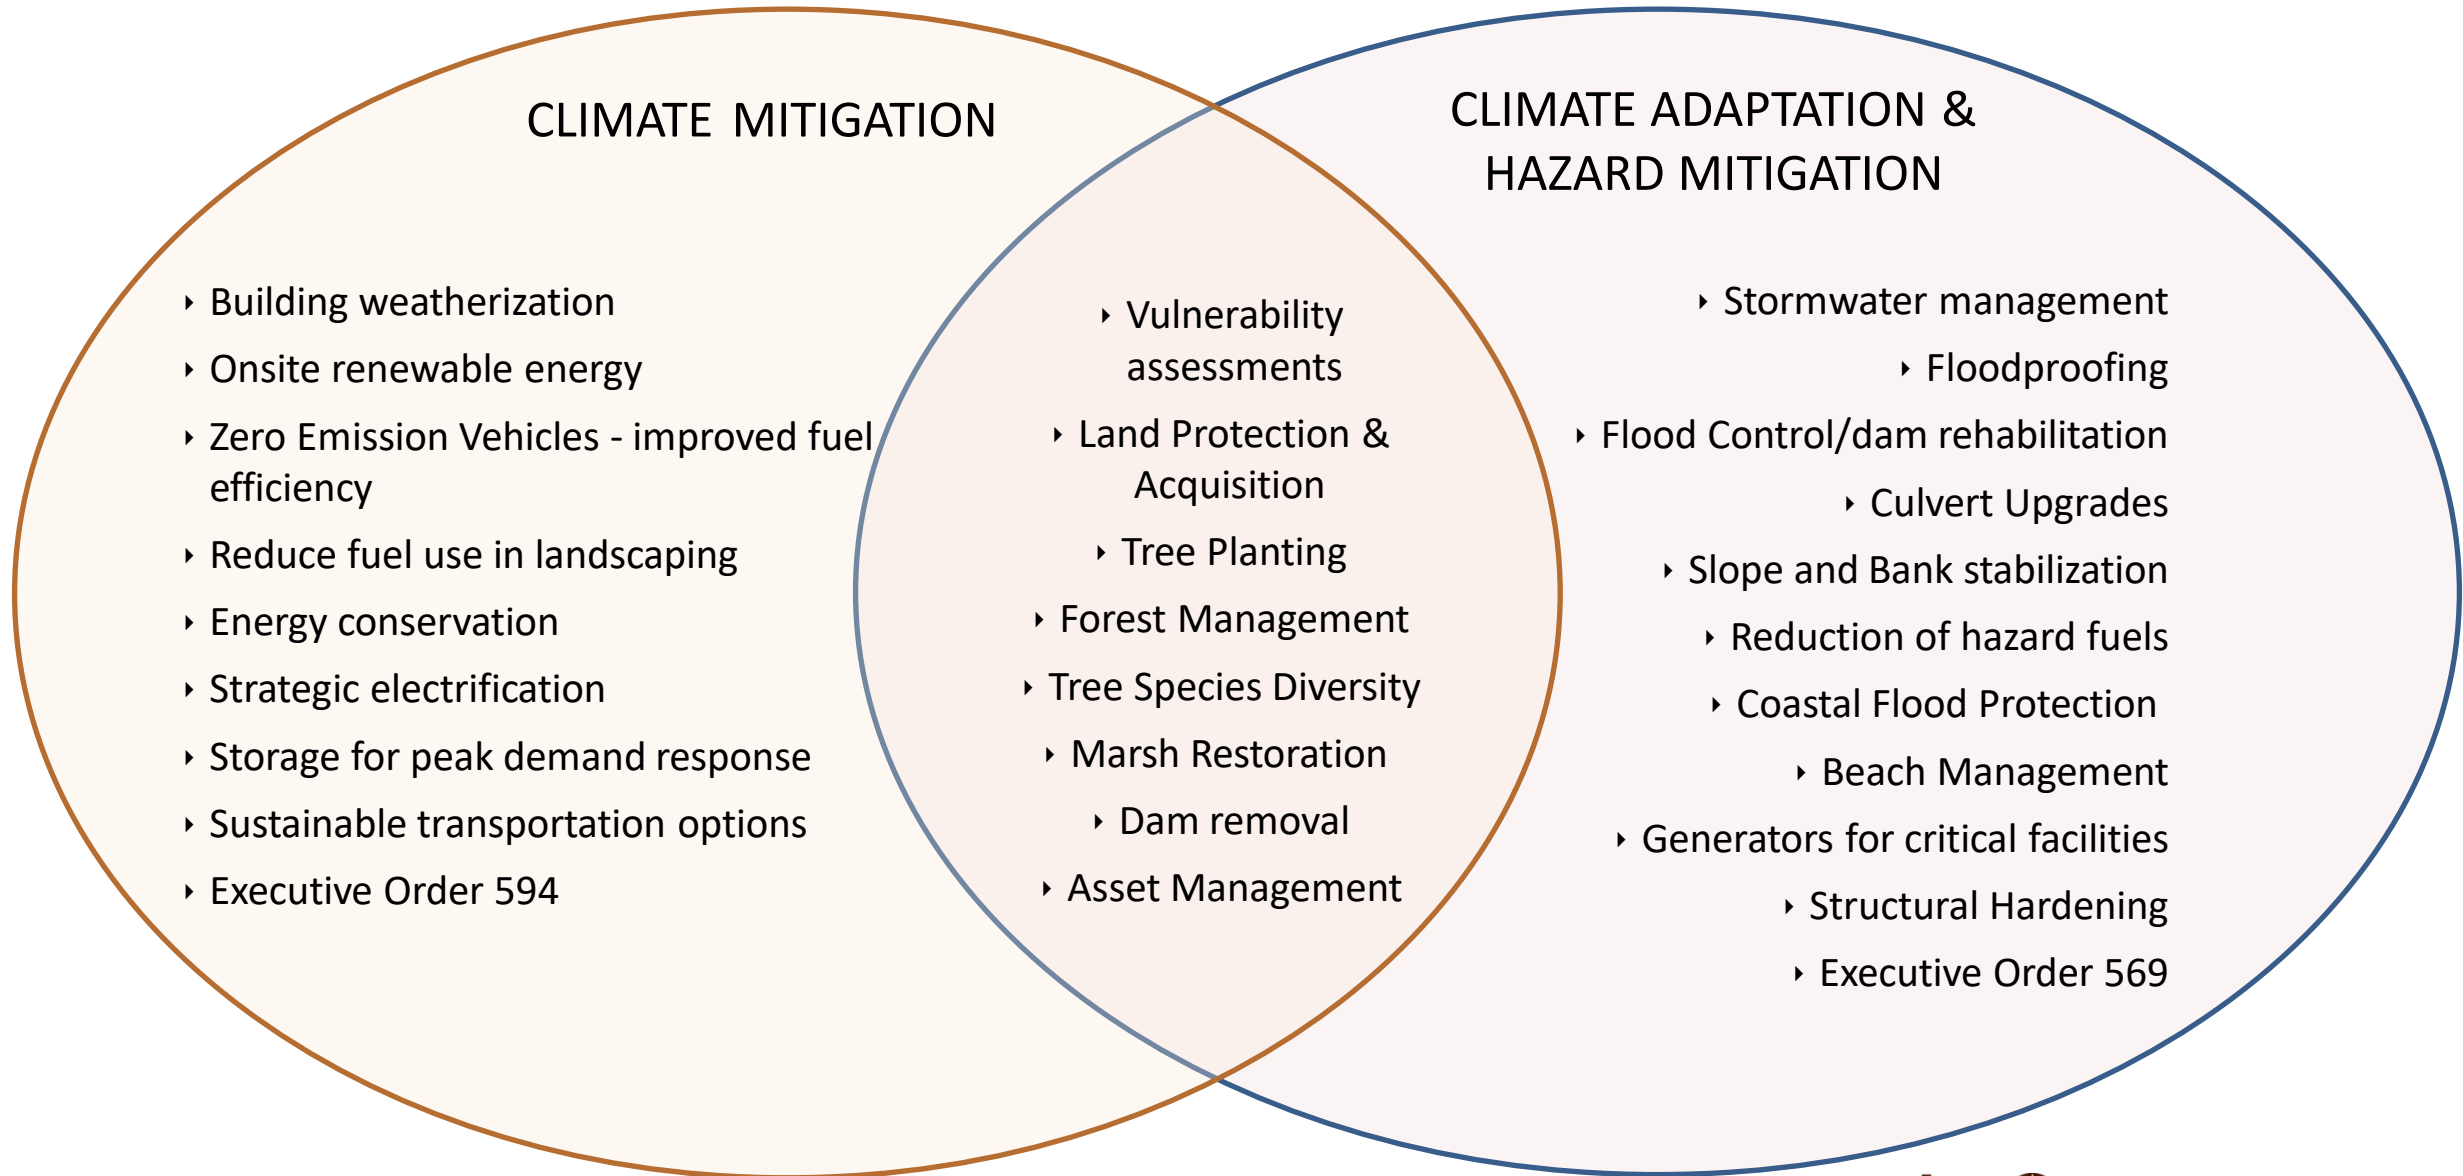 CLIMATE MITIGATION
‣ Building weatherization
‣ Onsite renewable energy
‣ Zero Emission Vehicles - improved fuel
efficiency
‣ Reduce fuel use in landscaping
‣ Energy conservation
‣ Strategic electrification
‣ Storage for peak demand response
‣ Sustainable transportation options
‣ Executive Order 594
‣ Vulnerability
assessments
‣ Land Protection &
Acquisition
‣ Tree Planting
‣ Forest Management
‣ Tree Species Diversity
‣ Marsh Restoration
‣ Dam removal
‣ Asset Management
CLIMATE ADAPTATION &
HAZARD MITIGATION
‣ Stormwater management
‣ Floodproofing
‣ Flood Control/dam rehabilitation
‣ Culvert Upgrades
‣ Slope and Bank stabilization
‣ Reduction of hazard fuels
‣ Coastal Flood Protection
‣ Beach Management
‣ Generators for critical facilities
‣ Structural Hardening
‣ Executive Order 569